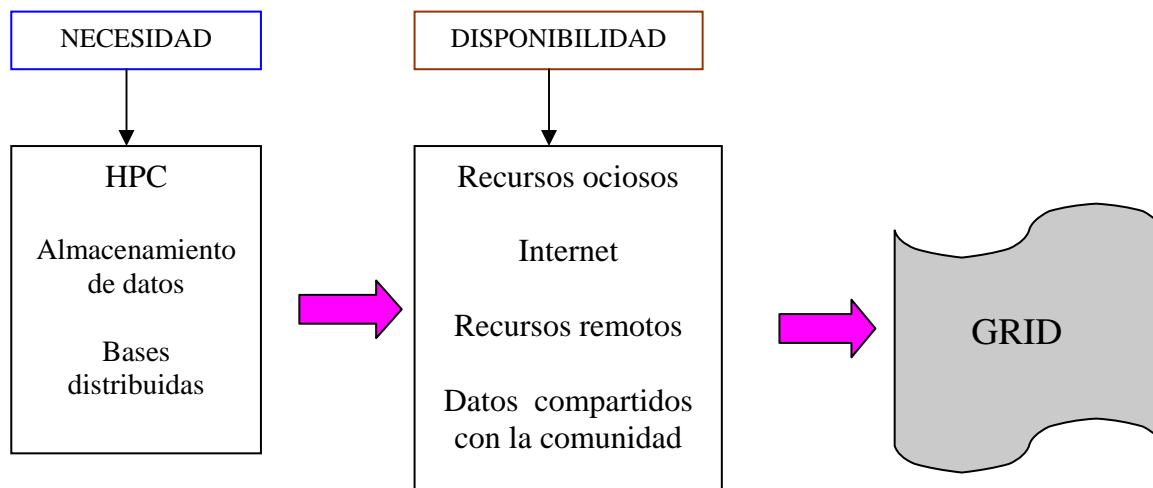 NECESIDAD
DISPONIBILIDAD
HPC
Almacenamiento
de datos
Bases
distribuidas
Recursos ociosos
Internet
Recursos remotos
Datos compartidos
con la comunidad
GRID